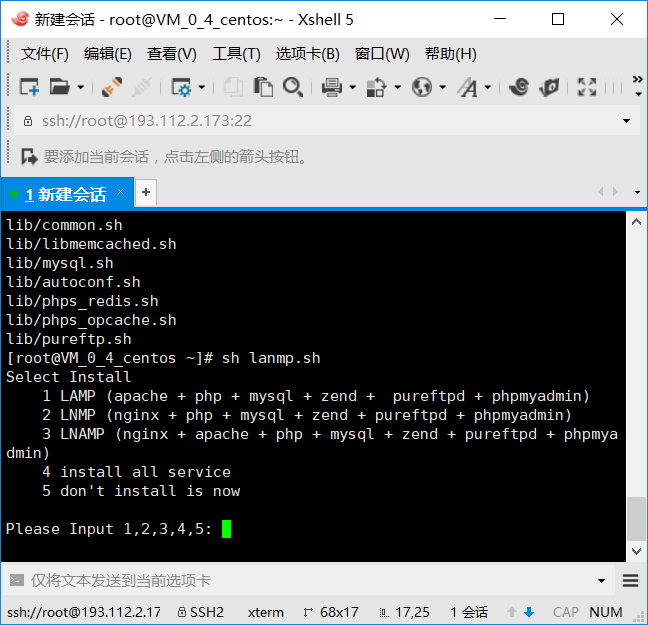 新建会话 - root@VM_0_4_centos:~ - Xshell 5
文件(F) 编辑(E) 查看(V) 工具(T) 选项卡(B) 窗口(W) 帮助(H)
ssh://root@193.112.2.173:22
要添加当前会话，点击左侧的箭头按钮。
1 新建会话 × +
lib/common.sh
lib/libmemcached.sh
lib/mysql.sh
lib/autoconf.sh
lib/phps_redis.sh
lib/phps_opcache.sh
lib/pureftp.sh
[root@VM_0_4_centos ~]# sh lanmp.sh
Select Install
    1 LAMP (apache + php + mysql + zend +  pureftpd + phpmyadmin)
    2 LNMP (nginx + php + mysql + zend + pureftpd + phpmyadmin)
    3 LNAMP (nginx + apache + php + mysql + zend + pureftpd + phpmya
dmin)
    4 install all service
    5 don't install is now
Please Input 1,2,3,4,5:
仅将文本发送到当前选项卡
ssh://root@193.112.2.17 SSH2 xterm 68x17 17,25 1 会话 CAP NUM